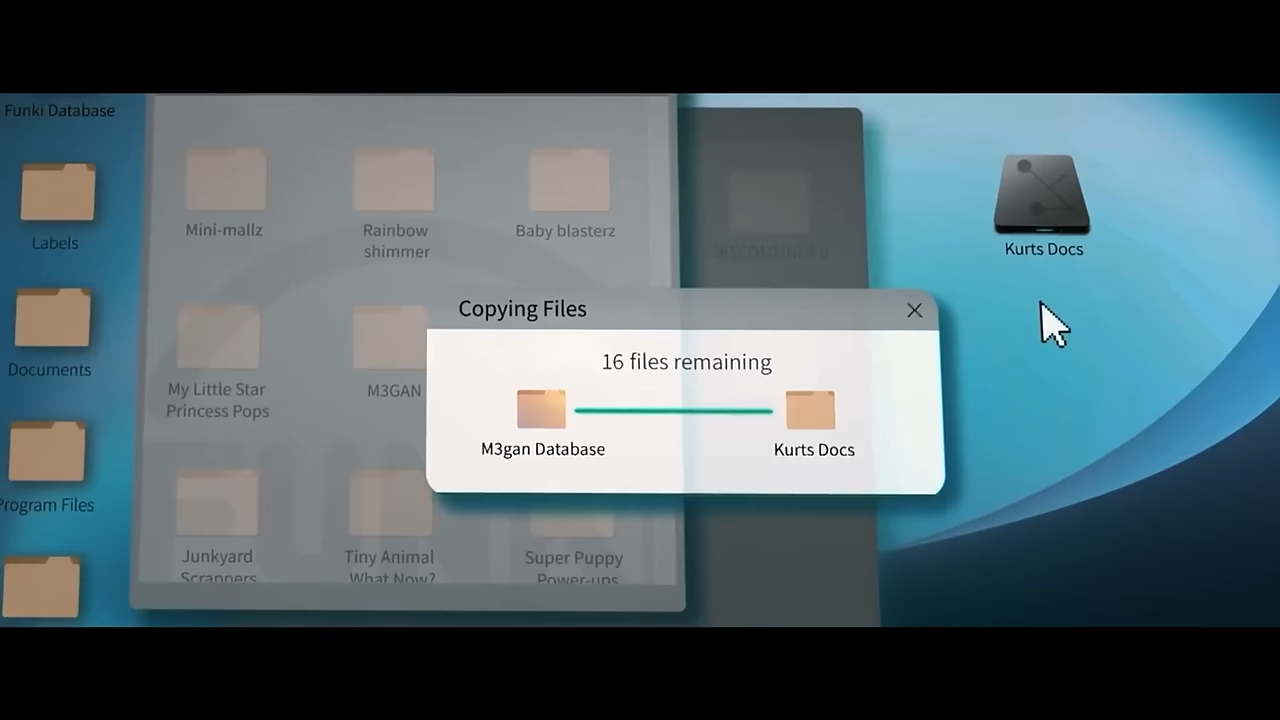 Funki Database
Labels
Documents
Program Files
Mini-mallz
Rainbow
shimmer
Baby blasterz
My Little Star
Princess Pops
M3GAN
Junkyard
Scrappers
Tiny Animal
What Now?
Super Puppy
Power-ups
DISCONTINUED
Copying Files
16 files remaining
M3gan Database
Kurts Docs
Kurts Docs